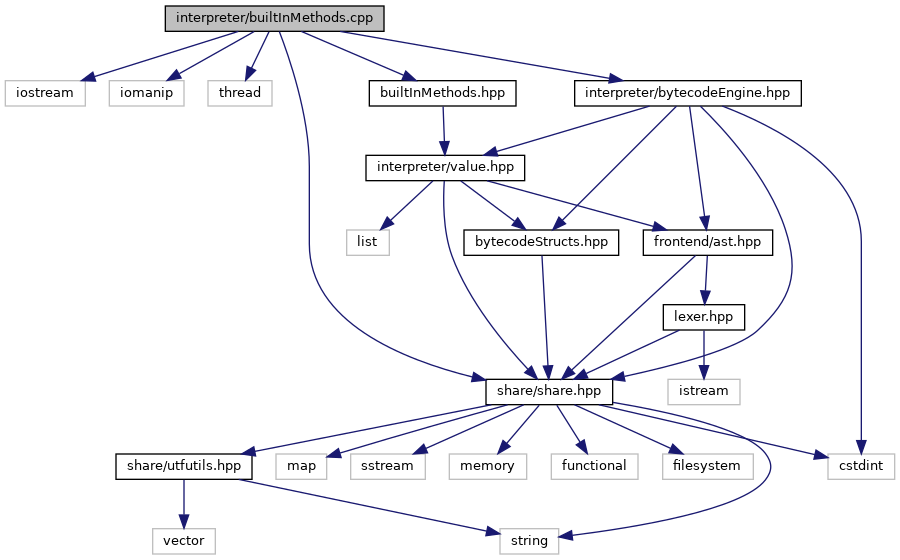 interpreter/builtInMethods.cpp
iostream
iomanip
thread
builtInMethods.hpp
interpreter/bytecodeEngine.hpp
interpreter/value.hpp
list
bytecodeStructs.hpp
frontend/ast.hpp
lexer.hpp
share/share.hpp
istream
share/utfutils.hpp
map
sstream
memory
functional
filesystem
cstdint
vector
string